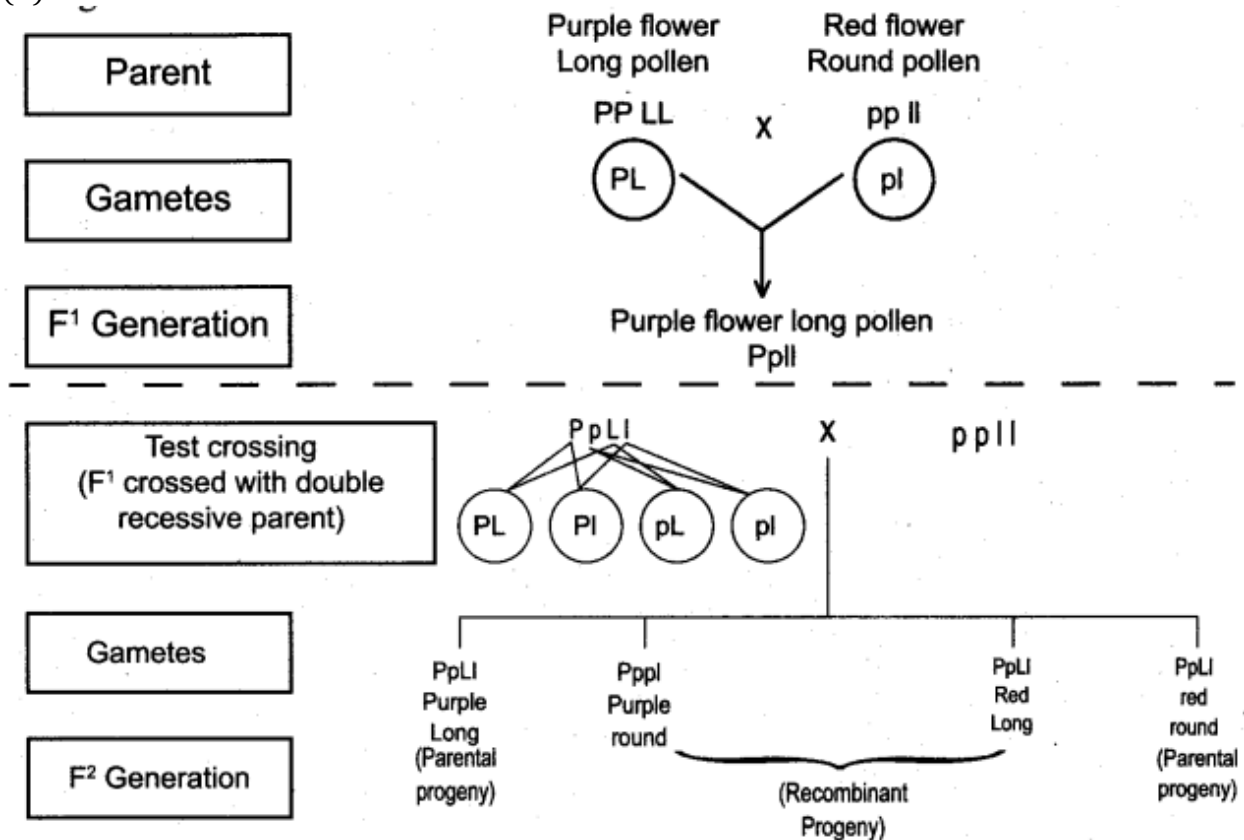 Purple flower
Long pollen
Red flower
Round pollen
Parent
PP LL
X
pp ll
Gametes
PL
pl
F¹ Generation
Purple flower long pollen
Ppll
Test crossing
(F¹ crossed with double
recessive parent)
P p L l
X
p p l l
PL
Pl
pL
pl
Gametes
PpLl
Purple
Long
(Parental
progeny)
Pppl
Purple
round
PpLl
Red
Long
PpLl
red
round
(Parental
progeny)
F² Generation
(Recombinant
Progeny)